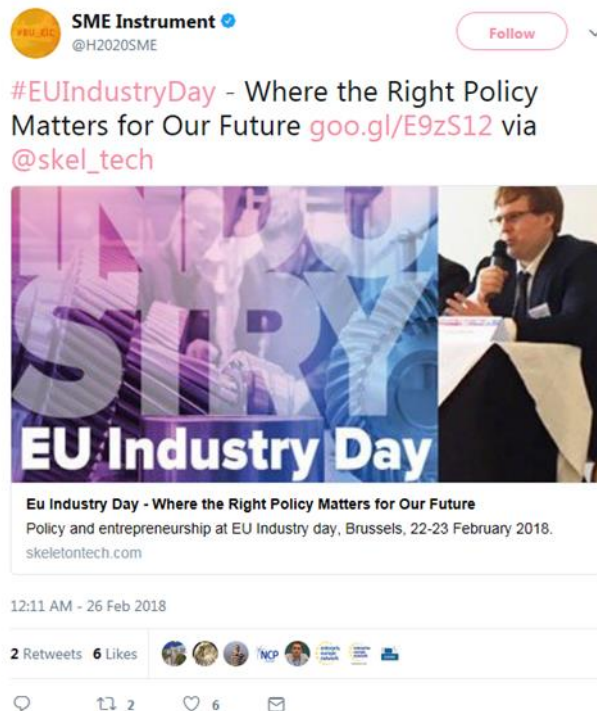 SME Instrument
@H2020SME
Follow
#EUIndustryDay - Where the Right Policy
Matters for Our Future goo.gl/E9zS12 via
@skel_tech
INDU
STRY
EU Industry Day
Eu Industry Day - Where the Right Policy Matters for Our Future
Policy and entrepreneurship at EU Industry day, Brussels, 22-23 February 2018.
skeletontech.com
12:11 AM - 26 Feb 2018
2 Retweets 6 Likes
NCP
2 6